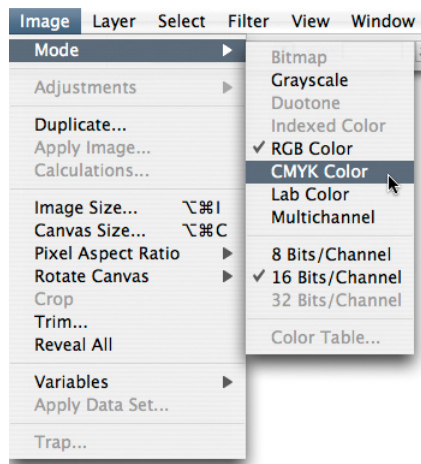 Image Layer Select Filter View Window
Mode
Adjustments
Duplicate...
Apply Image...
Calculations...
Image Size... ⌥⌘I
Canvas Size... ⌥⌘C
Pixel Aspect Ratio
Rotate Canvas
Crop
Trim...
Reveal All
Variables
Apply Data Set...
Trap...
Bitmap
Grayscale
Duotone
Indexed Color
✓ RGB Color
CMYK Color
Lab Color
Multichannel
8 Bits/Channel
✓ 16 Bits/Channel
32 Bits/Channel
Color Table...